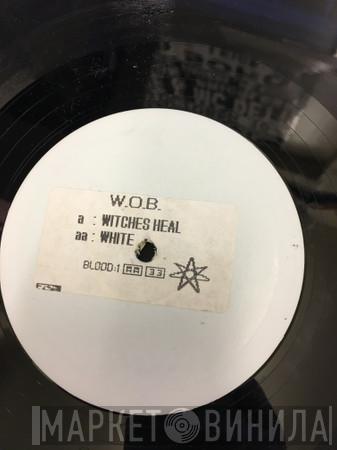 W.O.B.
a : WITCHES HEAL
aa : WHITE
BLOOD:1 AA 33
МАРКЕТ ВИНИЛА